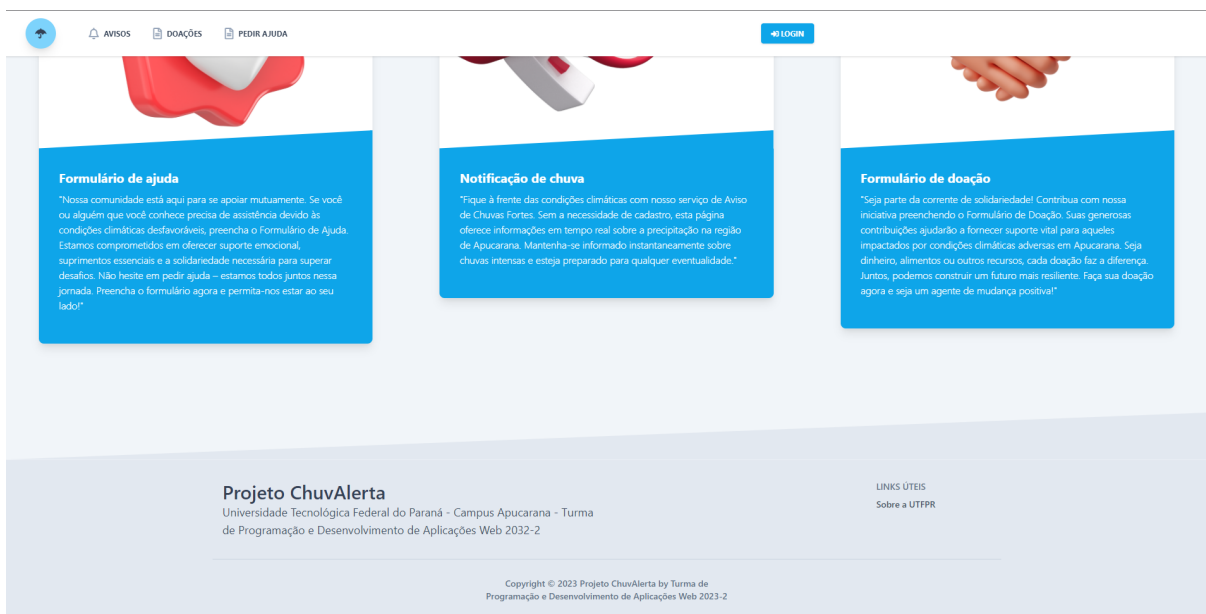 AVISOS
DOAÇÕES
PEDIR AJUDA
LOGIN
Formulário de ajuda
"Nossa comunidade está aqui para se apoiar mutuamente. Se você
ou alguém que você conhece precisa de assistência devido às
condições climáticas desfavoráveis, preencha o Formulário de Ajuda.
Estamos comprometidos em oferecer suporte emocional,
suprimentos essenciais e a solidariedade necessária para superar
desafios. Não hesite em pedir ajuda – estamos todos juntos nessa
jornada. Preencha o formulário agora e permita-nos estar ao seu
lado!"
Notificação de chuva
"Fique à frente das condições climáticas com nosso serviço de Aviso
de Chuvas Fortes. Sem a necessidade de cadastro, esta página
oferece informações em tempo real sobre a precipitação na região
de Apucarana. Mantenha-se informado instantaneamente sobre
chuvas intensas e esteja preparado para qualquer eventualidade."
Formulário de doação
"Seja parte da corrente de solidariedade! Contribua com nossa
iniciativa preenchendo o Formulário de Doação. Suas generosas
contribuições ajudarão a fornecer suporte vital para aqueles
impactados por condições climáticas adversas em Apucarana. Seja
dinheiro, alimentos ou outros recursos, cada doação faz a diferença.
Juntos, podemos construir um futuro mais resiliente. Faça sua doação
agora e seja um agente de mudança positiva!"
Projeto ChuvAlerta
Universidade Tecnológica Federal do Paraná - Campus Apucarana - Turma
de Programação e Desenvolvimento de Aplicações Web 2032-2
LINKS ÚTEIS
Sobre a UTFPR
Copyright © 2023 Projeto ChuvAlerta by Turma de
Programação e Desenvolvimento de Aplicações Web 2023-2